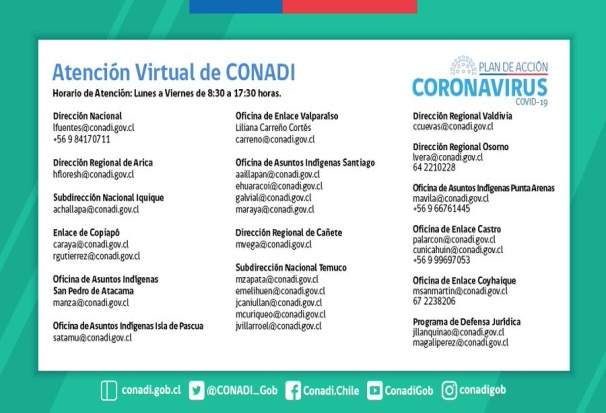 Atención Virtual de CONADI
Horario de Atención: Lunes a Viernes de 8:30 a 17:30 horas.
PLAN DE ACCIÓN
CORONAVIRUS
COVID-19
Dirección Nacional
lfuentes@conadi.gov.cl
+56 9 84170711
Dirección Regional de Arica
hfloresh@conadi.gov.cl
Subdirección Nacional Iquique
achallapa@conadi.gov.cl
Enlace de Copiapó
caraya@conadi.gov.cl
rgutierrez@conadi.gov.cl
Oficina de Asuntos Indígenas
San Pedro de Atacama
manza@conadi.gov.cl
Oficina de Asuntos Indígenas Isla de Pascua
satamu@conadi.gov.cl
Oficina de Enlace Valparaíso
Liliana Carreño Cortés
carreno@conadi.gov.cl
Oficina de Asuntos Indígenas Santiago
aaillapan@conadi.gov.cl
ehuaracoi@conadi.gov.cl
galvial@conadi.gov.cl
maraya@conadi.gov.cl
Dirección Regional de Cañete
mvega@conadi.gov.cl
Subdirección Nacional Temuco
mzapata@conadi.gov.cl
emelihuen@conadi.gov.cl
jcaniullan@conadi.gov.cl
mcuriqueo@conadi.gov.cl
jvillarroel@conadi.gov.cl
Dirección Regional Valdivia
ccuevas@conadi.gov.cl
Dirección Regional Osorno
lvera@conadi.gov.cl
64 2210228
Oficina de Asuntos Indígenas Punta Arenas
mavila@conadi.gov.cl
+56 9 66761445
Oficina de Enlace Castro
palarcon@conadi.gov.cl
cunicahuin@conadi.gov.cl
+56 9 99697053
Oficina de Enlace Coyhaique
msanmartin@conadi.gov.cl
67 2238206
Programa de Defensa Jurídica
jllanquinao@conadi.gov.cl
magaliperez@conadi.gov.cl
conadi.gob.cl @CONADI_Gob Conadi.Chile ConadiGob conadigob